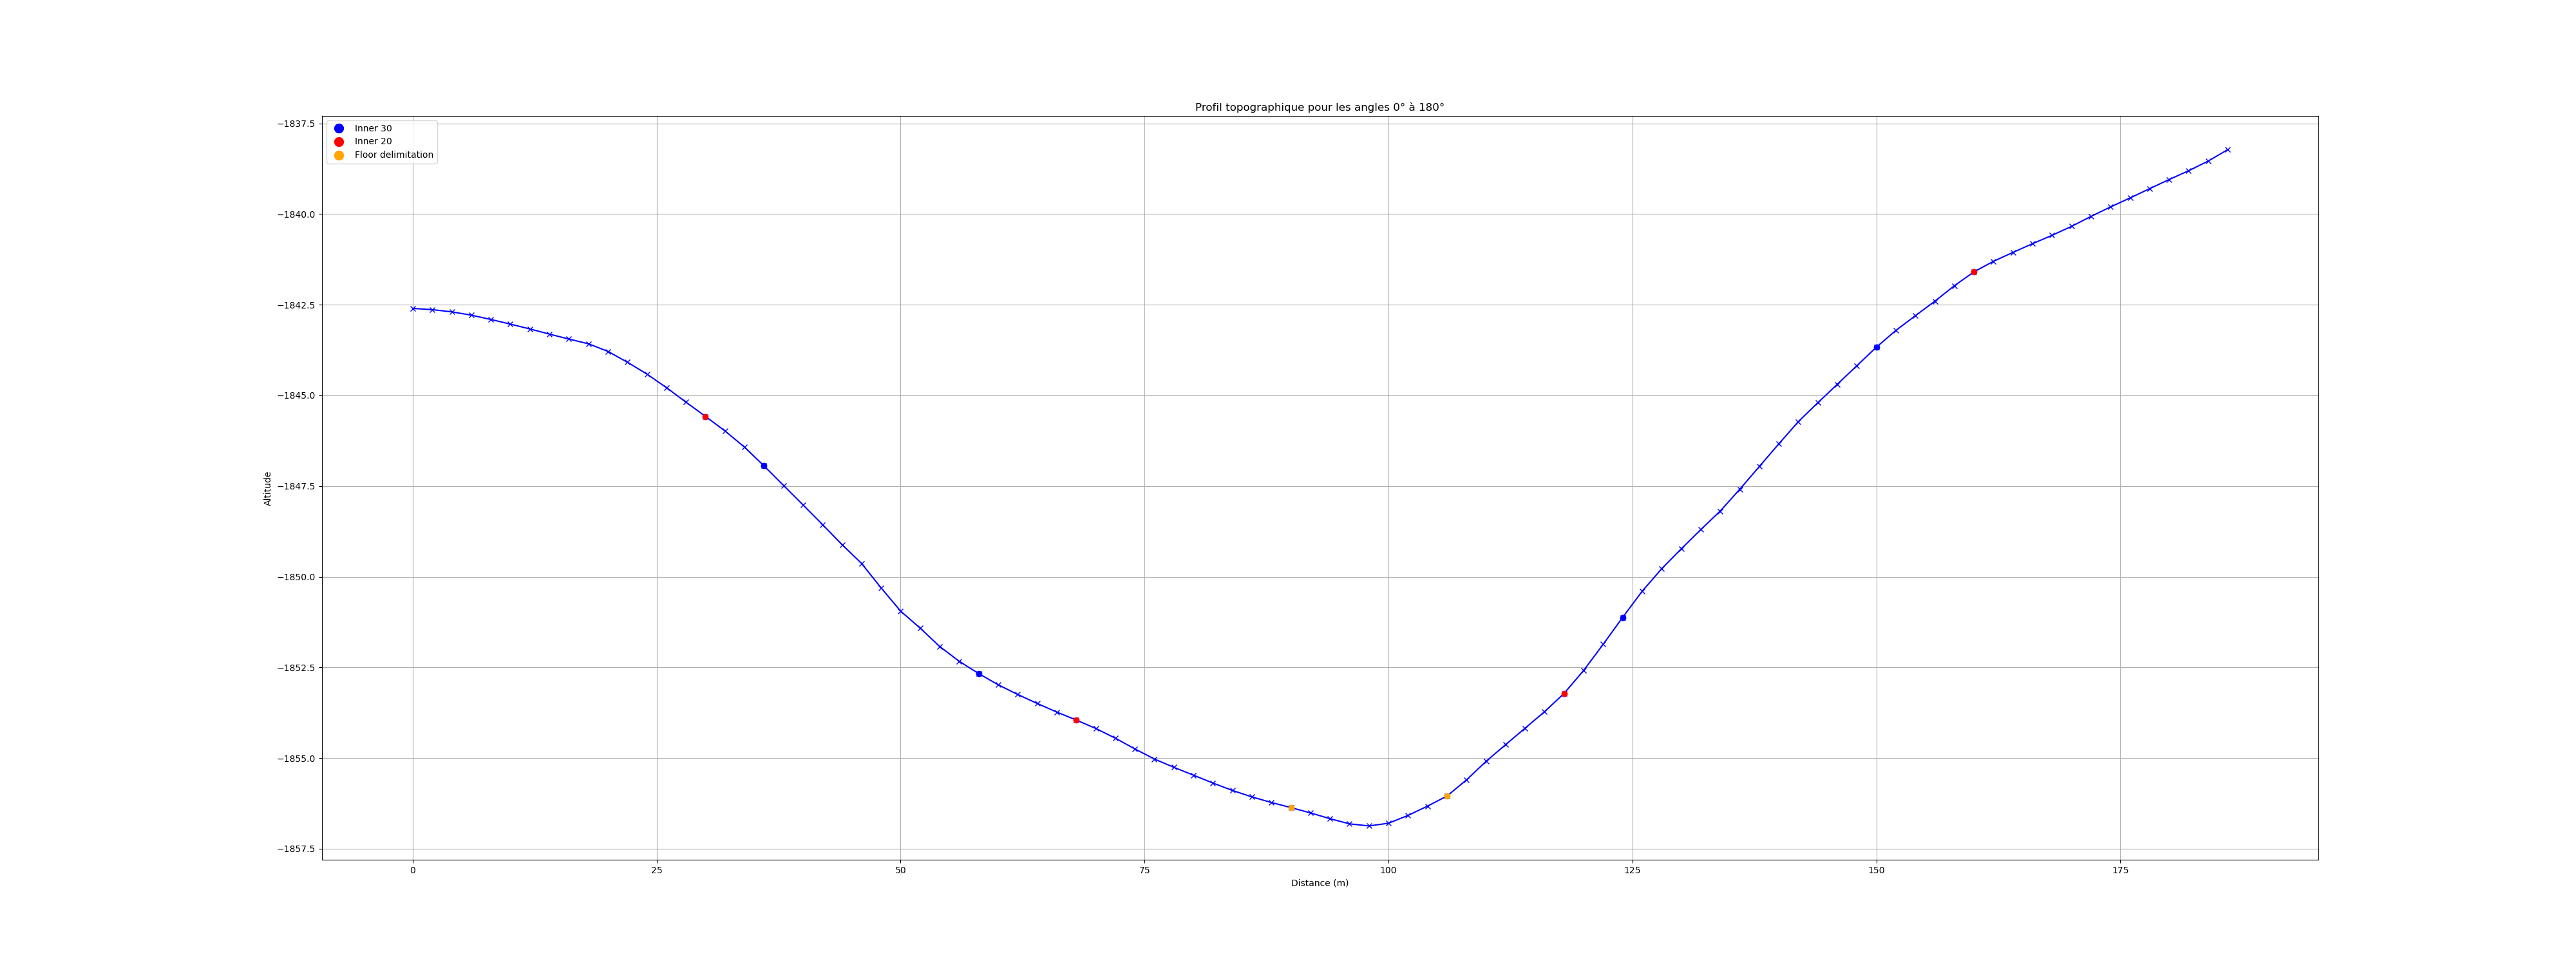 Profil topographique pour les angles 0° à 180°
Inner 30
Inner 20
Floor delimitation
−1837.5
−1840.0
−1842.5
−1845.0
−1847.5
−1850.0
−1852.5
−1855.0
−1857.5
Altitude
0 25 50 75 100 125 150 175
Distance (m)